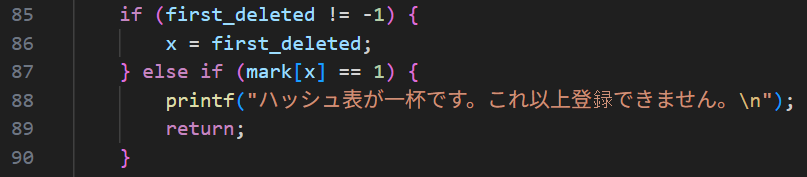 85 if (first_deleted != -1) {
86 x = first_deleted;
87 } else if (mark[x] == 1) {
88 printf("ハッシュ表が一杯です。これ以上登録できません。\n");
89 return;
90 }